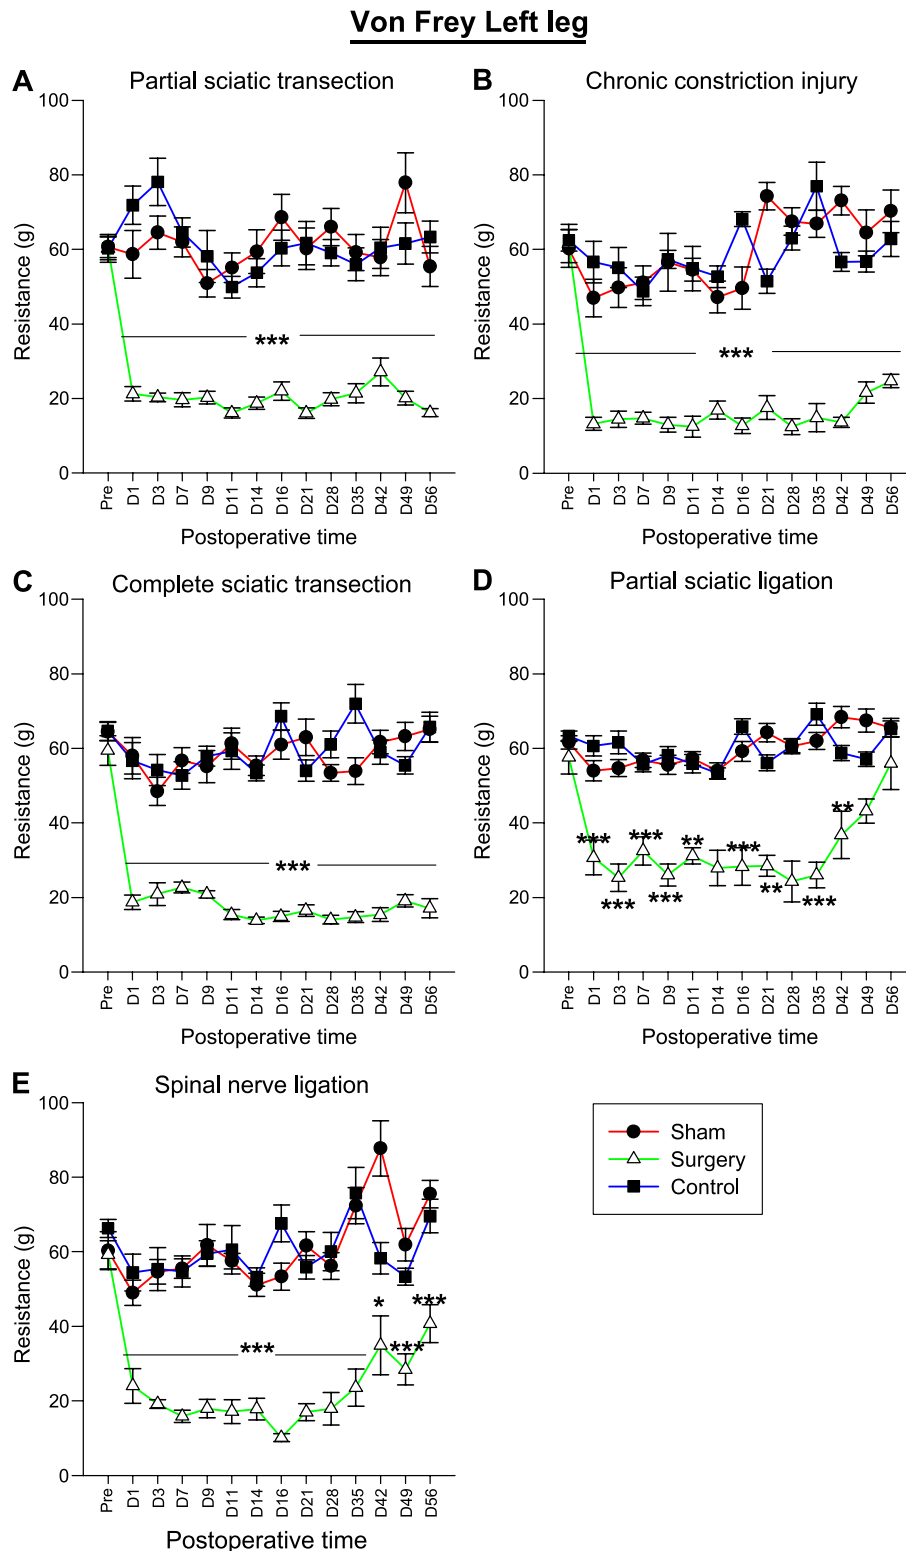 Von Frey Left leg
A
Partial sciatic transection
100
80
60
40
20
0
Resistance (g)
***
Pre
D1
D3
D7
D9
D11
D14
D16
D21
D28
D35
D42
D49
D56
Postoperative time
B
Chronic constriction injury
100
80
60
40
20
0
Resistance (g)
***
Pre
D1
D3
D7
D9
D11
D14
D16
D21
D28
D35
D42
D49
D56
Postoperative time
C
Complete sciatic transection
100
80
60
40
20
0
Resistance (g)
***
Pre
D1
D3
D7
D9
D11
D14
D16
D21
D28
D35
D42
D49
D56
Postoperative time
D
Partial sciatic ligation
100
80
60
40
20
0
Resistance (g)
***
***
***
***
**
***
**
***
**
Pre
D1
D3
D7
D9
D11
D14
D16
D21
D28
D35
D42
D49
D56
Postoperative time
E
Spinal nerve ligation
100
80
60
40
20
0
Resistance (g)
***
*
***
***
Pre
D1
D3
D7
D9
D11
D14
D16
D21
D28
D35
D42
D49
D56
Postoperative time
Sham
Surgery
Control